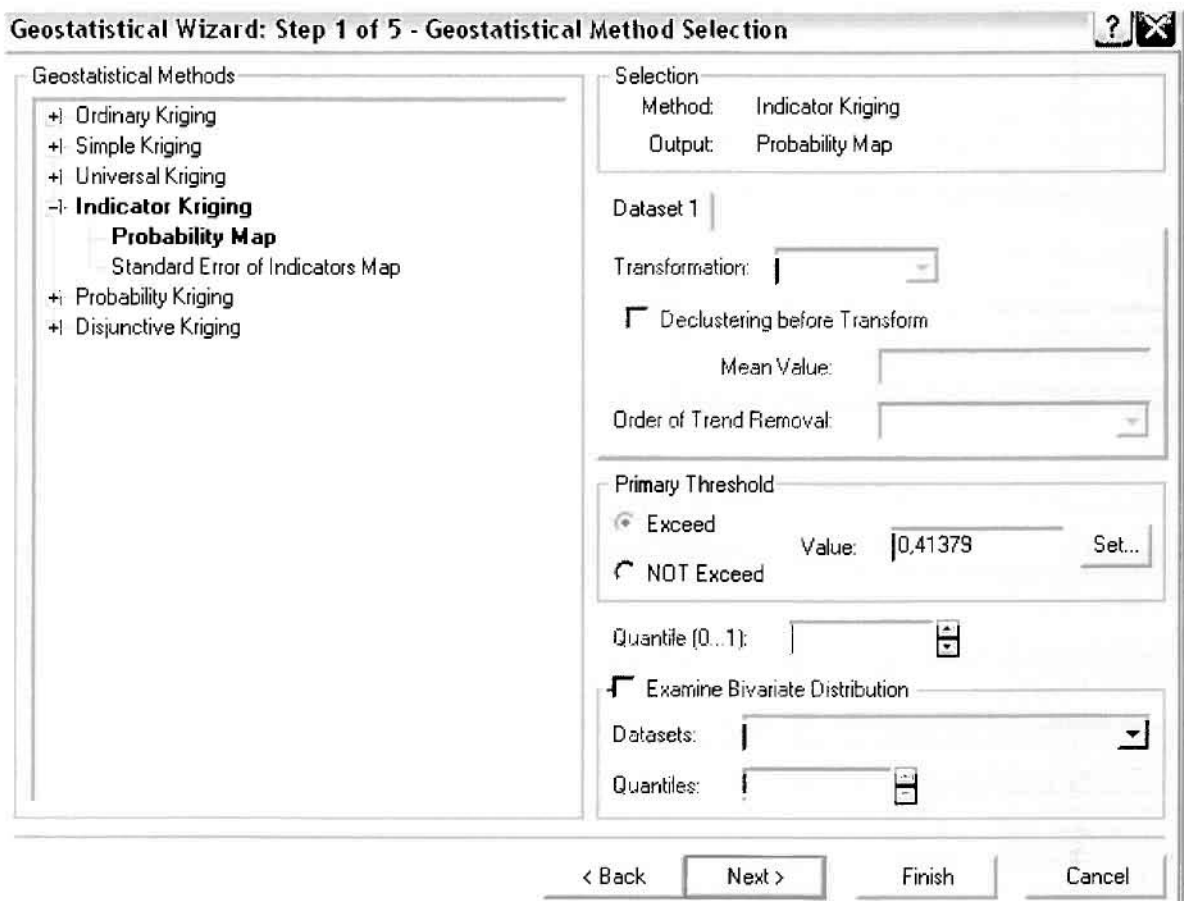 Geostatistical Wizard: Step 1 of 5 - Geostatistical Method Selection
Geostatistical Methods
Ordinary Kriging
Simple Kriging
Universal Kriging
Indicator Kriging
Probability Map
Standard Error of Indicators Map
Probability Kriging
Disjunctive Kriging
Selection
Method: Indicator Kriging
Output: Probability Map
Dataset 1
Transformation:
Declustering before Transform
Mean Value:
Order of Trend Removal:
Primary Threshold
Exceed
NOT Exceed
Value: 0,41379 Set...
Quantile (0...1):
Examine Bivariate Distribution
Datasets:
Quantiles:
< Back Next > Finish Cancel